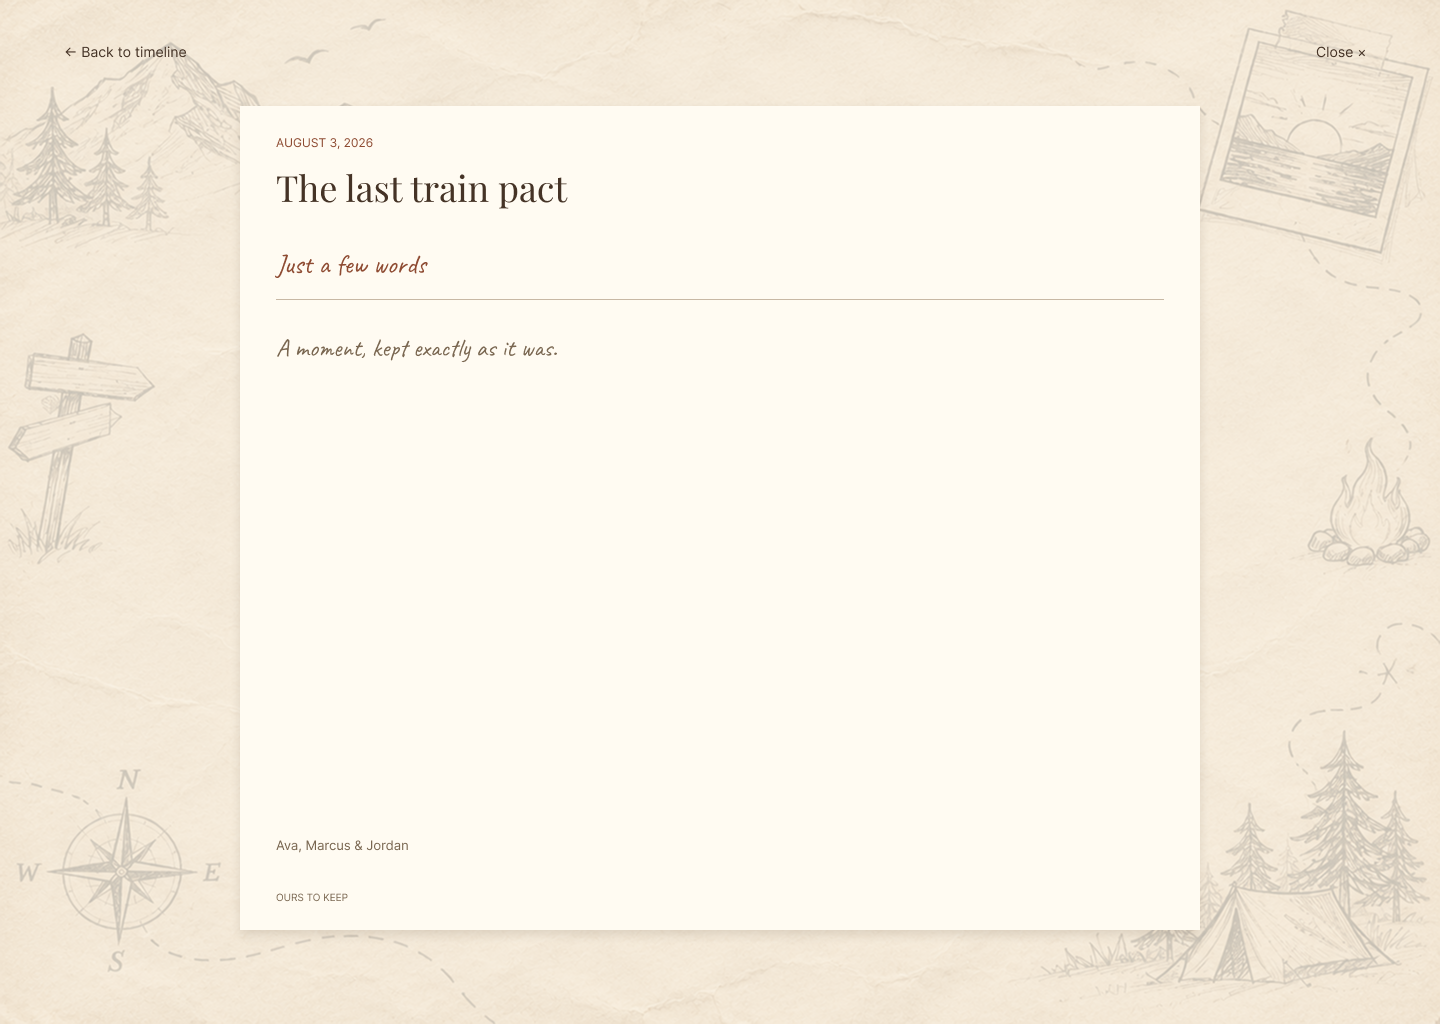 ← Back to timeline
Close ×
AUGUST 3, 2026
The last train pact
Just a few words
A moment, kept exactly as it was.
Ava, Marcus & Jordan
OURS TO KEEP
N
W
E
S